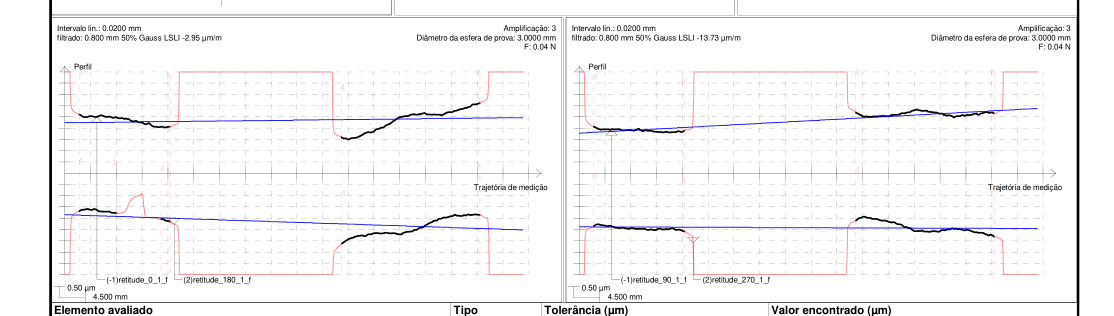 Intervalo lin.: 0.0200 mm
Amplificação: 3
filtrado: 0.800 mm 50% Gauss LSLI -2.95 µm/m
Diâmetro da esfera de prova: 3.0000 mm
F: 0.04 N
Perfil
Trajetória de medição
(-1)retitude_0_1_f
(2)retitude_180_1_f
0.50 µm
4.500 mm
Intervalo lin.: 0.0200 mm
Amplificação: 3
filtrado: 0.800 mm 50% Gauss LSLI -13.73 µm/m
Diâmetro da esfera de prova: 3.0000 mm
F: 0.04 N
Perfil
Trajetória de medição
(-1)retitude_90_1_f
(2)retitude_270_1_f
0.50 µm
4.500 mm
Elemento avaliado
Tipo
Tolerância (µm)
Valor encontrado (µm)